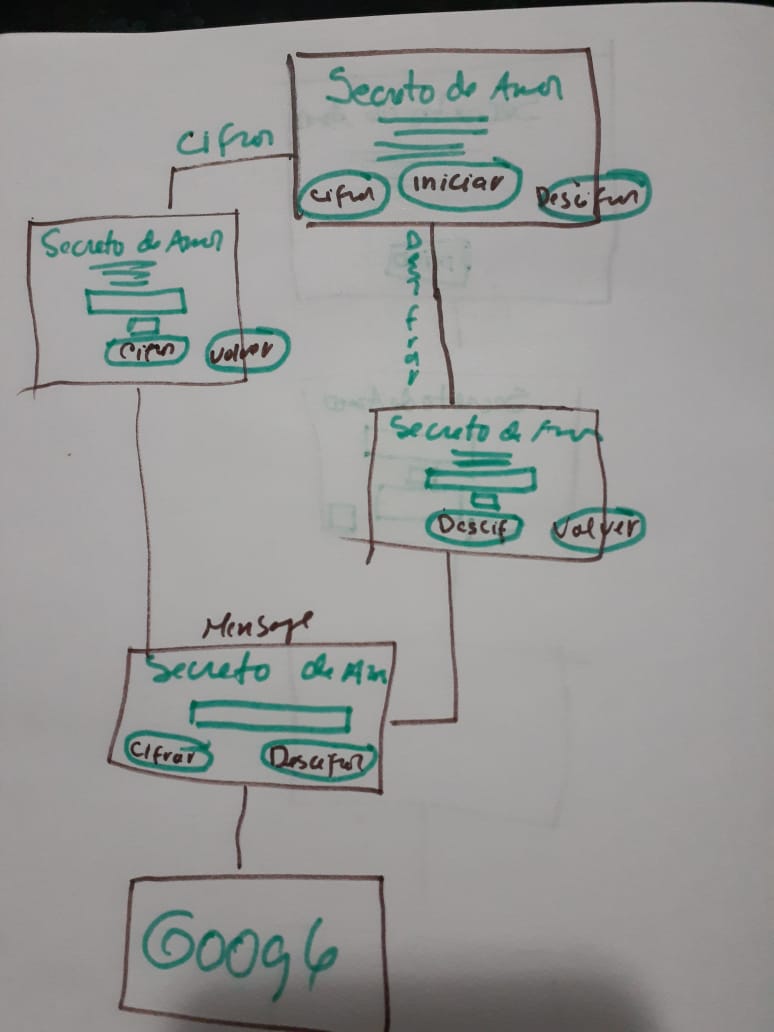 Secreto de Amor
Cifrar
Cifrar
Iniciar
Descifrar
Secreto de Amor
Cifrar
Volver
Descifrar
Secreto de Amor
Descif
Volver
Mensaje
Secreto de Am
Cifrar
Descifrar
Google